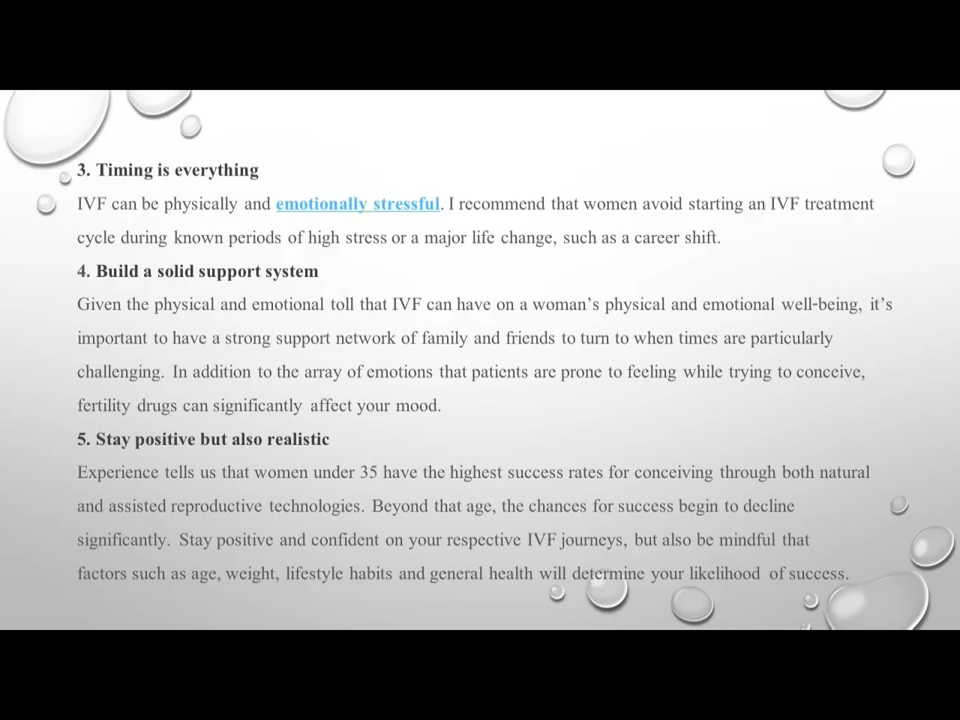 3. Timing is everything
IVF can be physically and emotionally stressful. I recommend that women avoid starting an IVF treatment
cycle during known periods of high stress or a major life change, such as a career shift.
4. Build a solid support system
Given the physical and emotional toll that IVF can have on a woman’s physical and emotional well-being, it’s
important to have a strong support network of family and friends to turn to when times are particularly
challenging. In addition to the array of emotions that patients are prone to feeling while trying to conceive,
fertility drugs can significantly affect your mood.
5. Stay positive but also realistic
Experience tells us that women under 35 have the highest success rates for conceiving through both natural
and assisted reproductive technologies. Beyond that age, the chances for success begin to decline
significantly. Stay positive and confident on your respective IVF journeys, but also be mindful that
factors such as age, weight, lifestyle habits and general health will determine your likelihood of success.